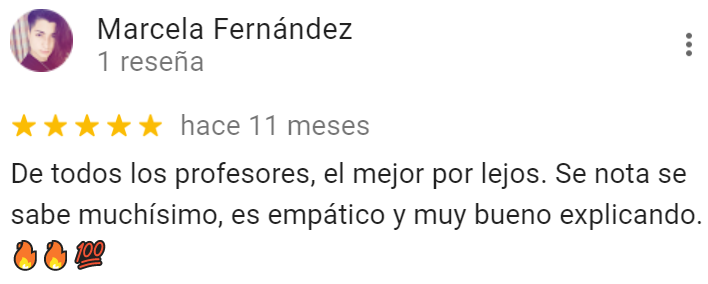 Marcela Fernández
1 reseña
hace 11 meses
De todos los profesores, el mejor por lejos. Se nota se
sabe muchísimo, es empático y muy bueno explicando.
🔥🔥💯